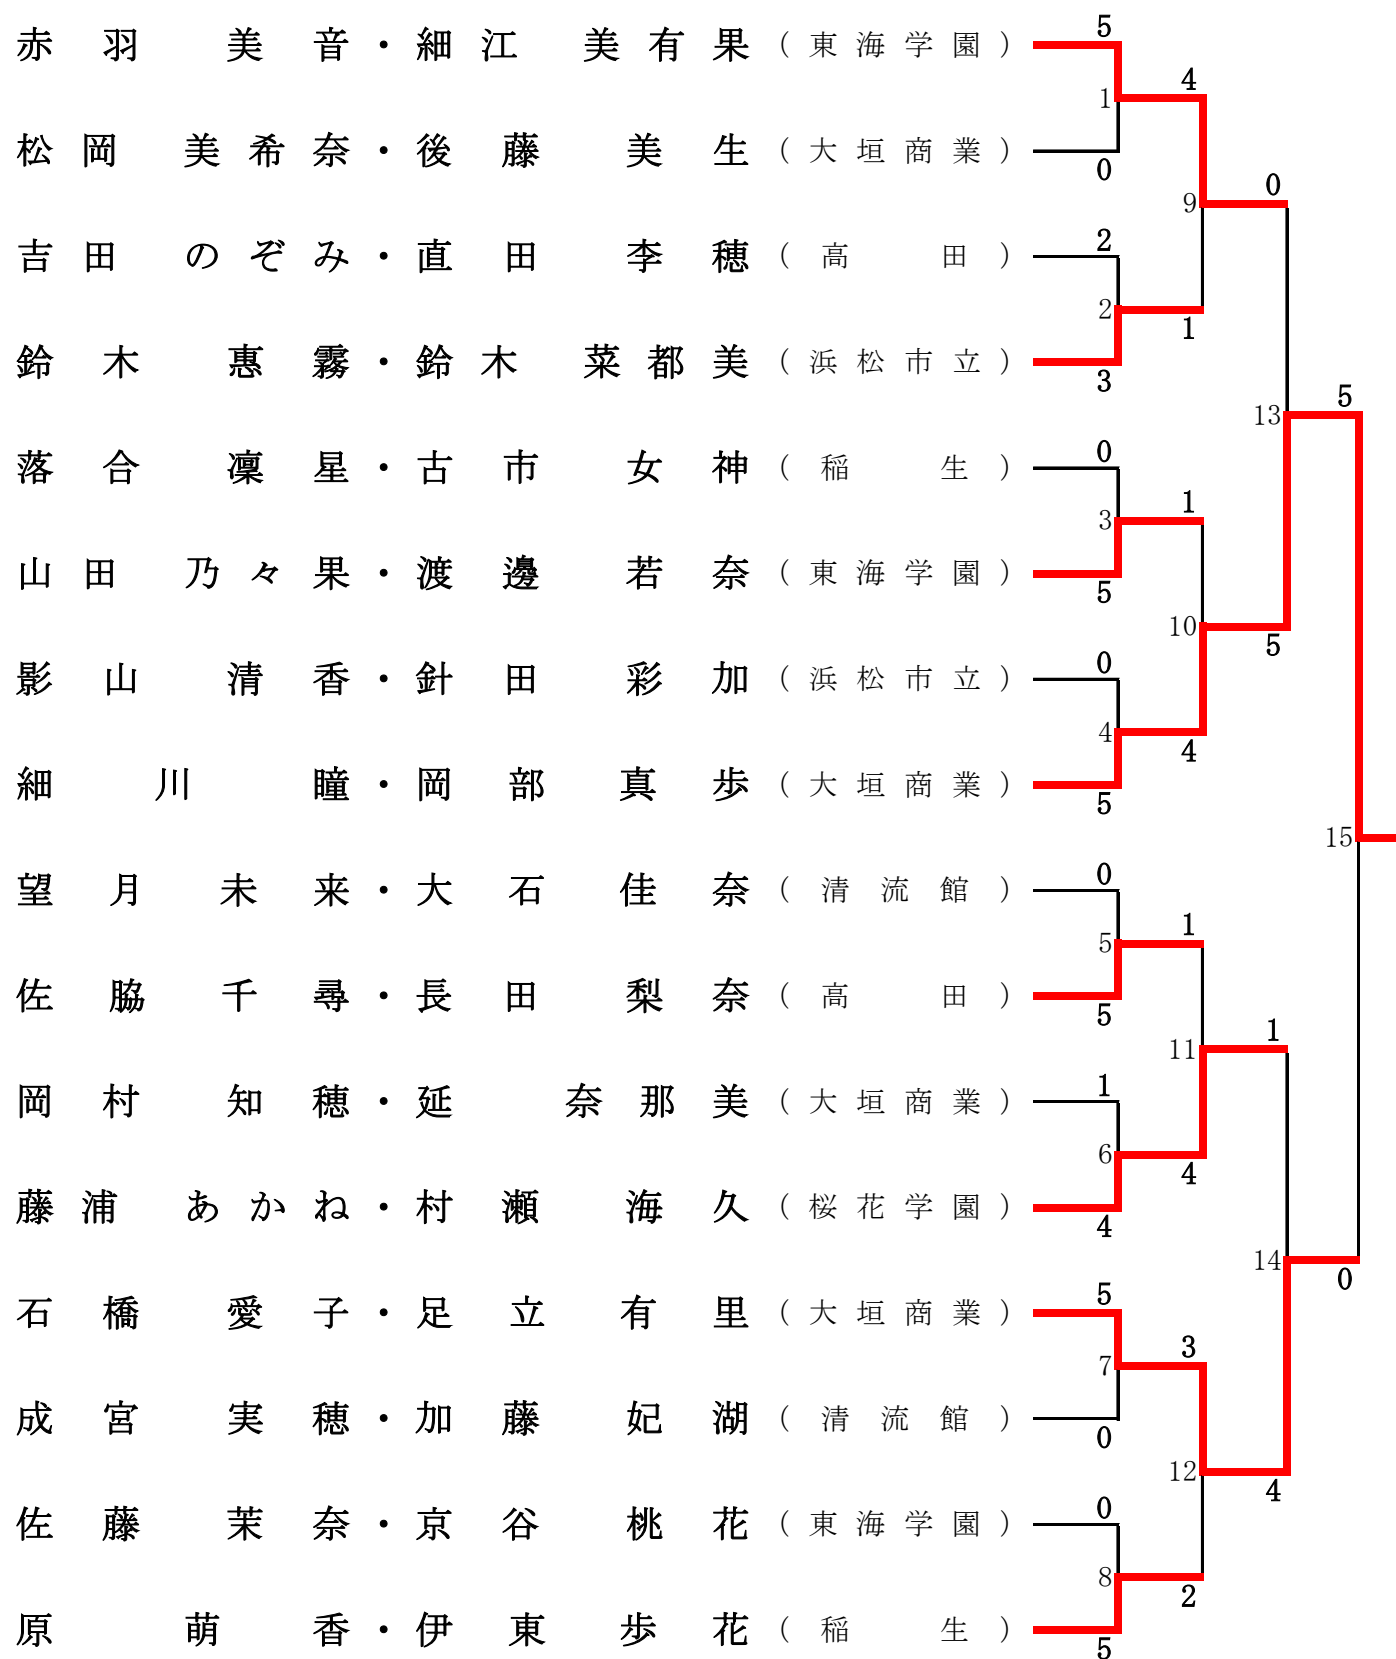 赤羽 美音・細江 美有果 (東海学園) 5
4
1
松岡 美希奈・後藤 美生 (大垣商業) 0
0
9
吉田 のぞみ・直田 李穂 (高田) 2
2
1
鈴木 惠霧・鈴木 菜都美 (浜松市立) 3
5
13
落合 凜星・古市 女神 (稲生) 0
1
3
山田 乃々果・渡邊 若奈 (東海学園) 5
10
5
影山 清香・針田 彩加 (浜松市立) 0
4
4
細川 瞳・岡部 真歩 (大垣商業) 5
15
望月 未来・大石 佳奈 (清流館) 0
1
5
佐脇 千尋・長田 梨奈 (高田) 5
1
11
岡村 知穂・延 奈那美 (大垣商業) 1
6
4
藤浦 あかね・村瀬 海久 (桜花学園) 4
14
0
石橋 愛子・足立 有里 (大垣商業) 5
3
7
成宮 実穂・加藤 妃湖 (清流館) 0
12
4
佐藤 茉奈・京谷 桃花 (東海学園) 0
8
2
原 萌香・伊東 歩花 (稲生) 5